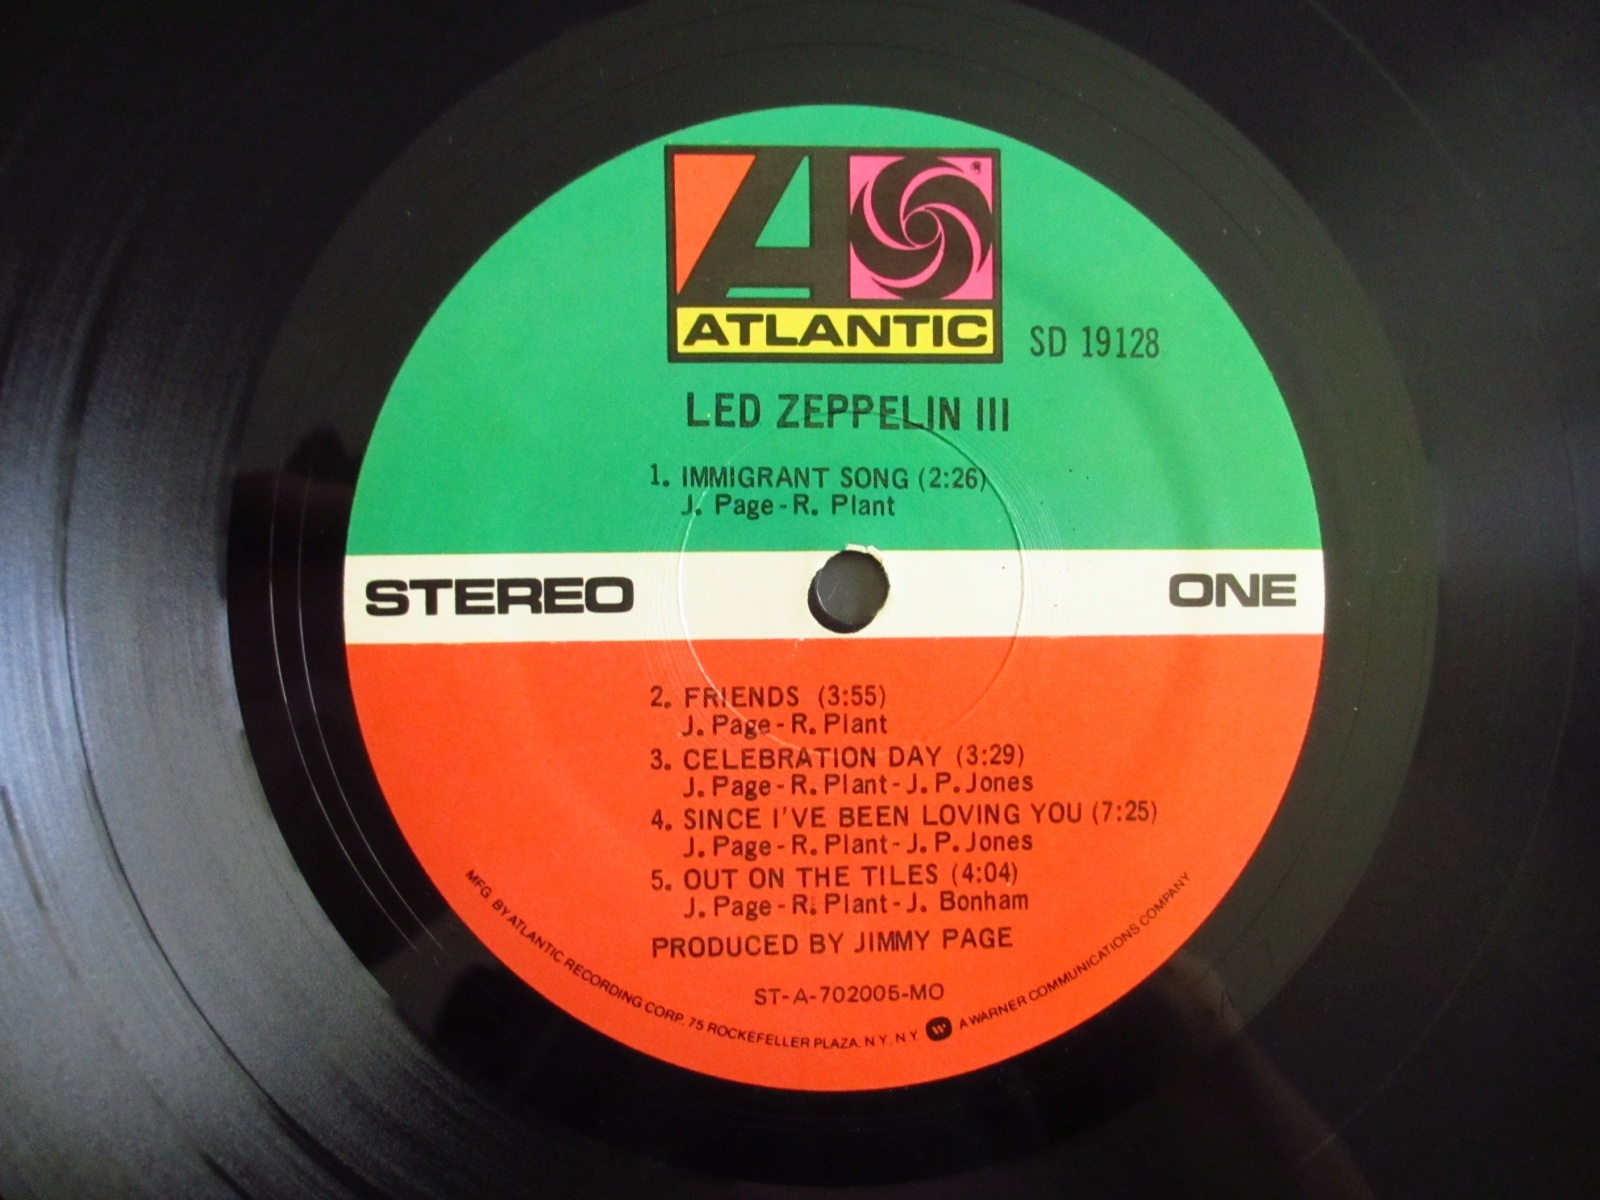 ATLANTIC
SD 19128
LED ZEPPELIN III
1. IMMIGRANT SONG (2:26)
J. Page - R. Plant
STEREO
ONE
2. FRIENDS (3:55)
J. Page - R. Plant
3. CELEBRATION DAY (3:29)
J. Page - R. Plant - J. P. Jones
4. SINCE I'VE BEEN LOVING YOU (7:25)
J. Page - R. Plant - J. P. Jones
5. OUT ON THE TILES (4:04)
J. Page - R. Plant - J. Bonham
PRODUCED BY JIMMY PAGE
ST-A-702005-MO
MFG. BY ATLANTIC RECORDING CORP. 75 ROCKEFELLER PLAZA. N.Y. N.Y. A WARNER COMMUNICATIONS COMPANY